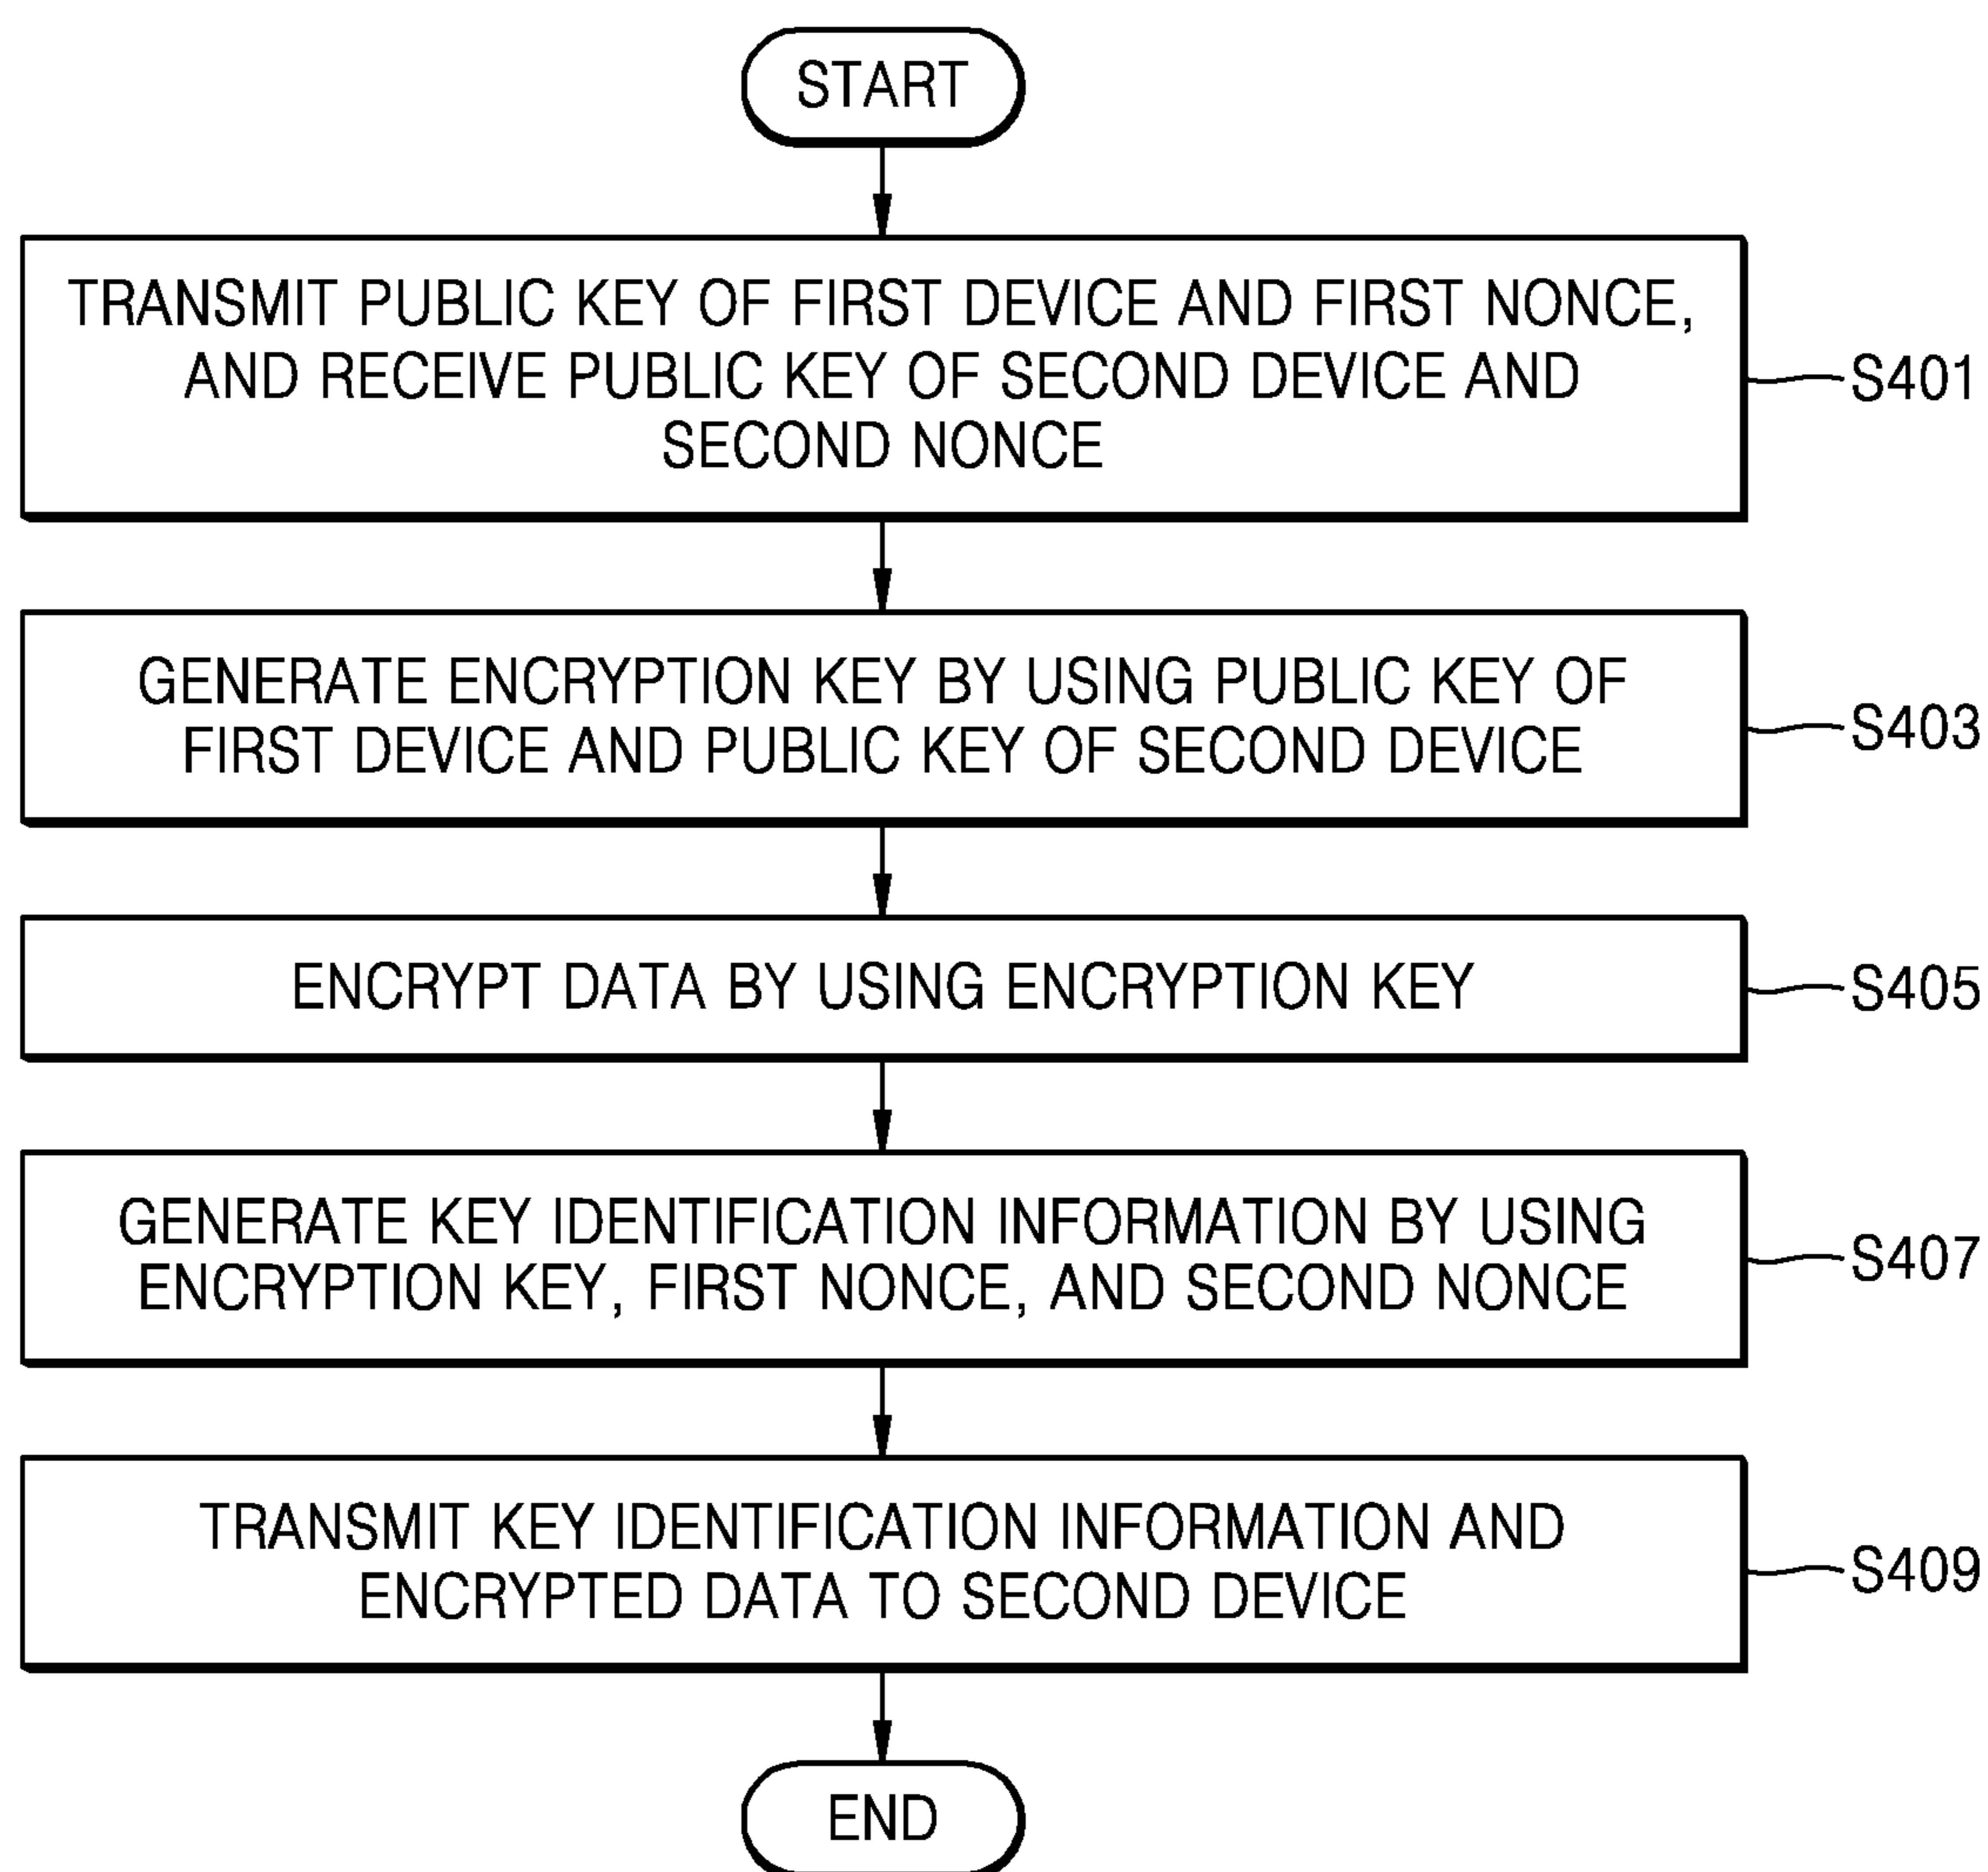 START
TRANSMIT PUBLIC KEY OF FIRST DEVICE AND FIRST NONCE,
AND RECEIVE PUBLIC KEY OF SECOND DEVICE AND
SECOND NONCE
S401
GENERATE ENCRYPTION KEY BY USING PUBLIC KEY OF
FIRST DEVICE AND PUBLIC KEY OF SECOND DEVICE
S403
ENCRYPT DATA BY USING ENCRYPTION KEY
S405
GENERATE KEY IDENTIFICATION INFORMATION BY USING
ENCRYPTION KEY, FIRST NONCE, AND SECOND NONCE
S407
TRANSMIT KEY IDENTIFICATION INFORMATION AND
ENCRYPTED DATA TO SECOND DEVICE
S409
END